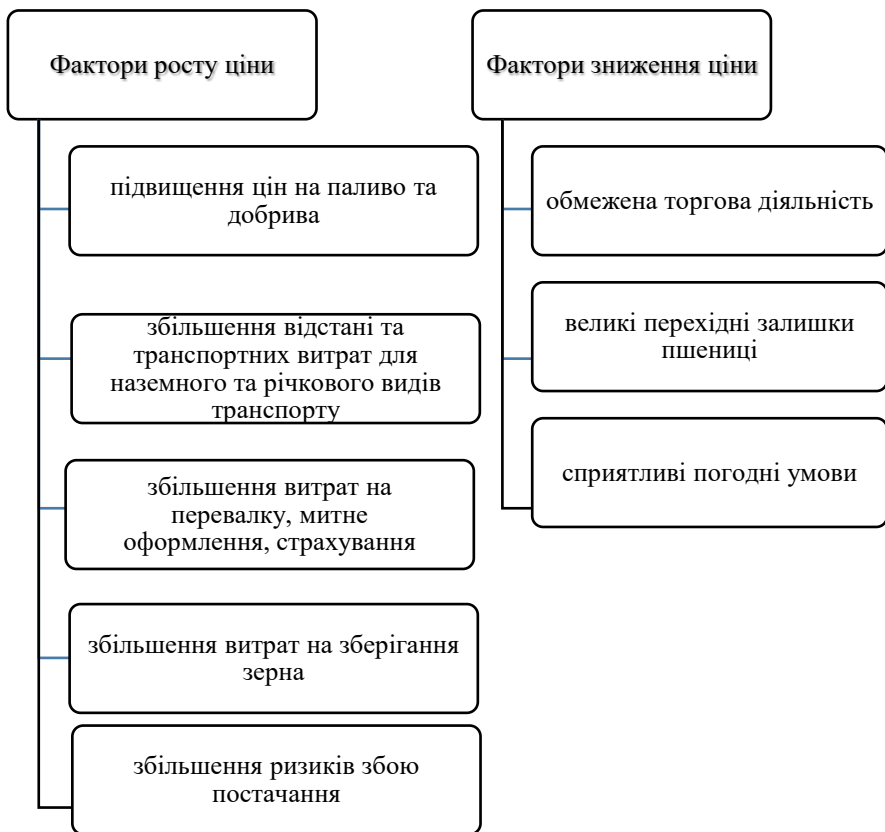 Фактори росту ціни
підвищення цін на паливо та
добрива
збільшення відстані та
транспортних витрат для
наземного та річкового видів
транспорту
збільшення витрат на
перевалку, митне
оформлення, страхування
збільшення витрат на зберігання
зерна
збільшення ризиків збою
постачання
Фактори зниження ціни
обмежена торгова діяльність
великі перехідні залишки
пшениці
сприятливі погодні умови